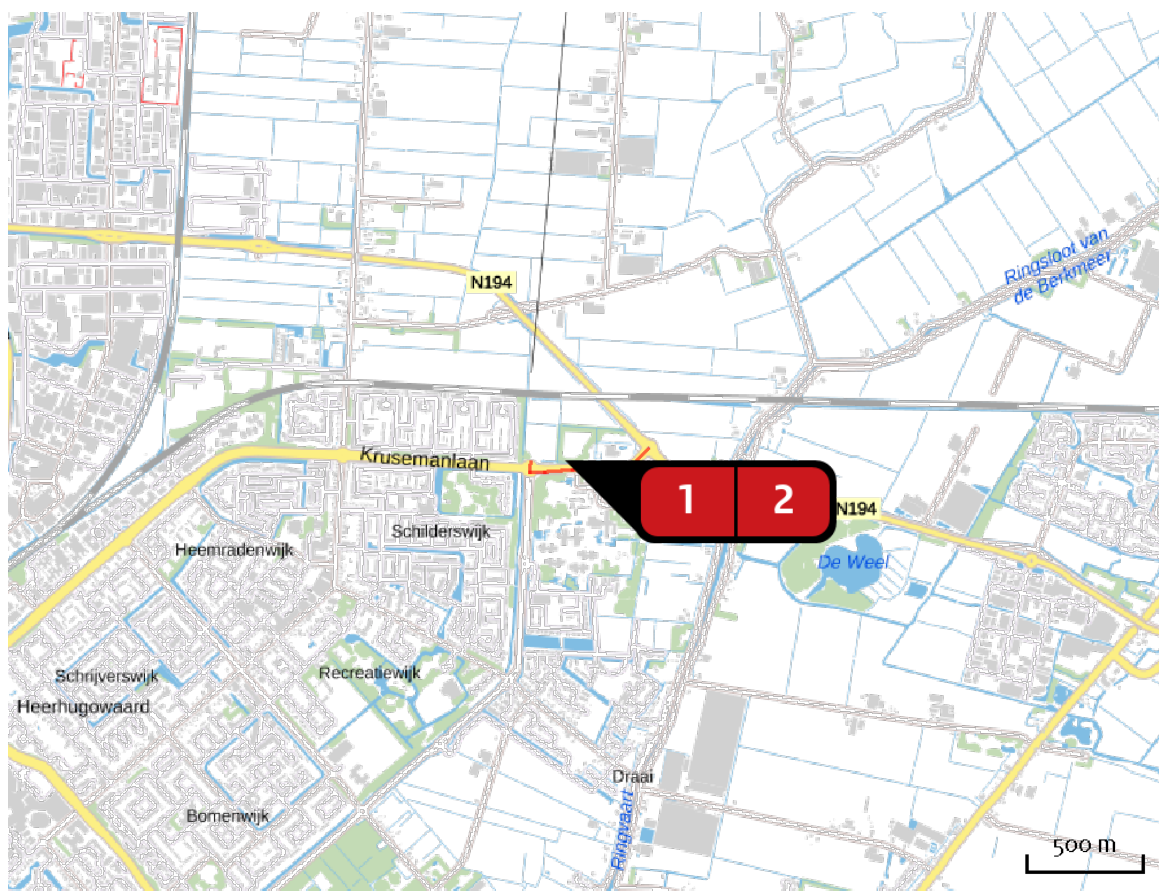 N194
Ringsloot van
de Berkmeer
Krusemanlaan
1 2
N194
Schilderswijk
Heemradenwijk
De Weel
Recreatiewijk
Schrijverswijk
Heerhugowaard
Draai
Bomenwijk
Ringvaart
500 m